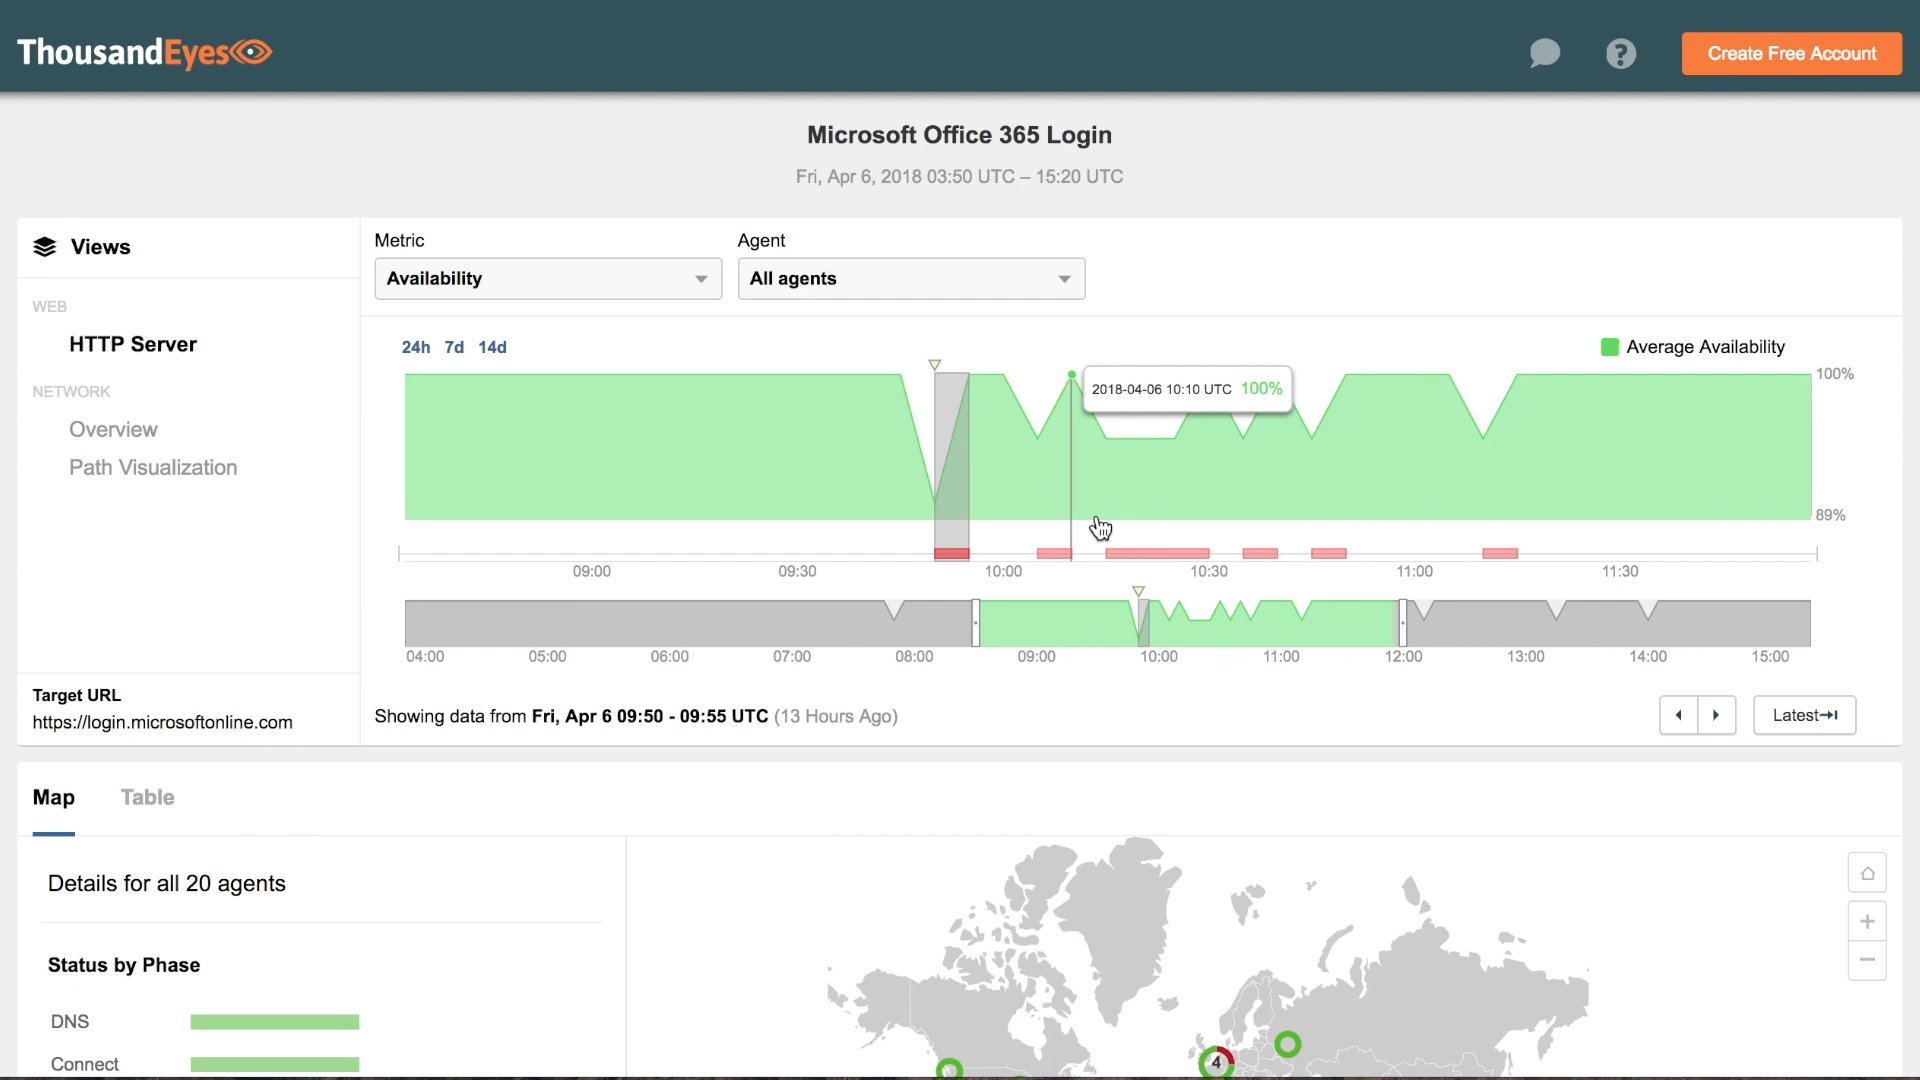 ThousandEyes
Create Free Account
Microsoft Office 365 Login
Fri, Apr 6, 2018 03:50 UTC – 15:20 UTC
Views
WEB
HTTP Server
NETWORK
Overview
Path Visualization
Target URL
https://login.microsoftonline.com
Metric
Availability
Agent
All agents
24h 7d 14d
Average Availability
2018-04-06 10:10 UTC 100%
100%
89%
09:00 09:30 10:00 10:30 11:00 11:30
04:00 05:00 06:00 07:00 08:00 09:00 10:00 11:00 12:00 13:00 14:00 15:00
Showing data from Fri, Apr 6 09:50 - 09:55 UTC (13 Hours Ago)
Latest
Map Table
Details for all 20 agents
Status by Phase
DNS
Connect
4